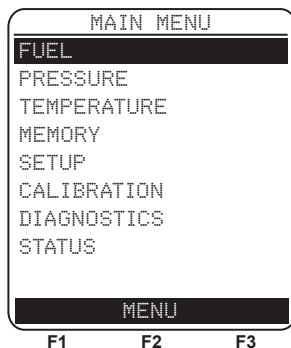 MAIN MENU
FUEL
PRESSURE
TEMPERATURE
MEMORY
SETUP
CALIBRATION
DIAGNOSTICS
STATUS
MENU
F1 F2 F3